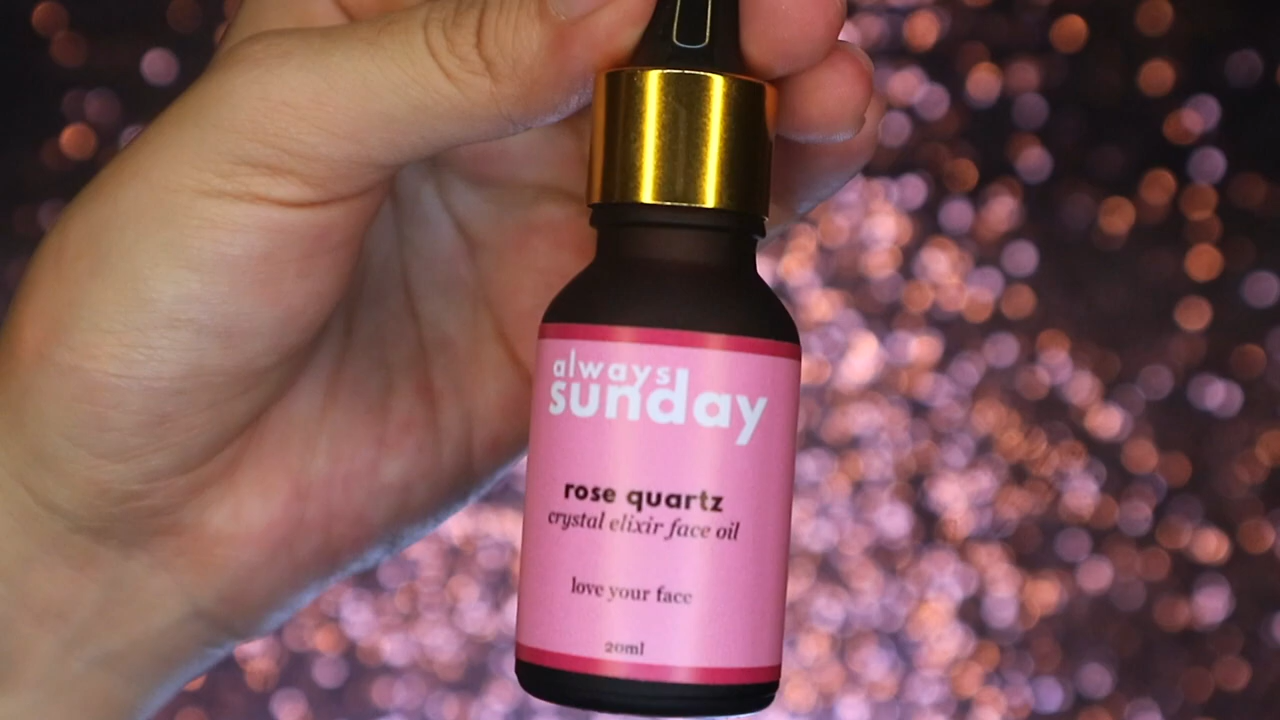 always
sunday
rose quartz
crystal elixir face oil
love your face
20ml